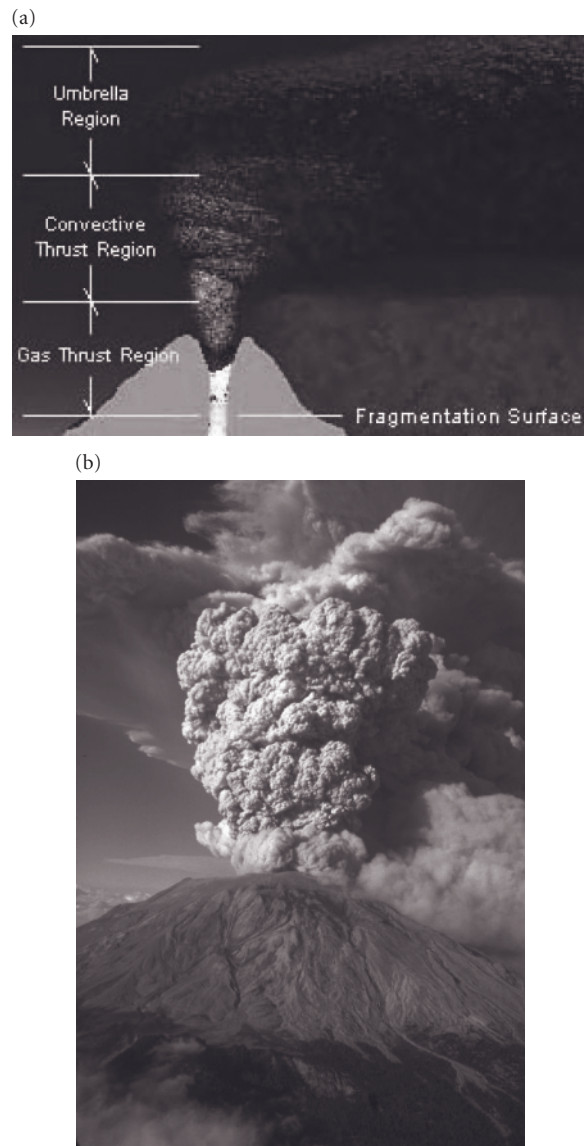 (a)
Umbrella
Region
Convective
Thrust Region
Gas Thrust Region
Fragmentation Surface
(b)